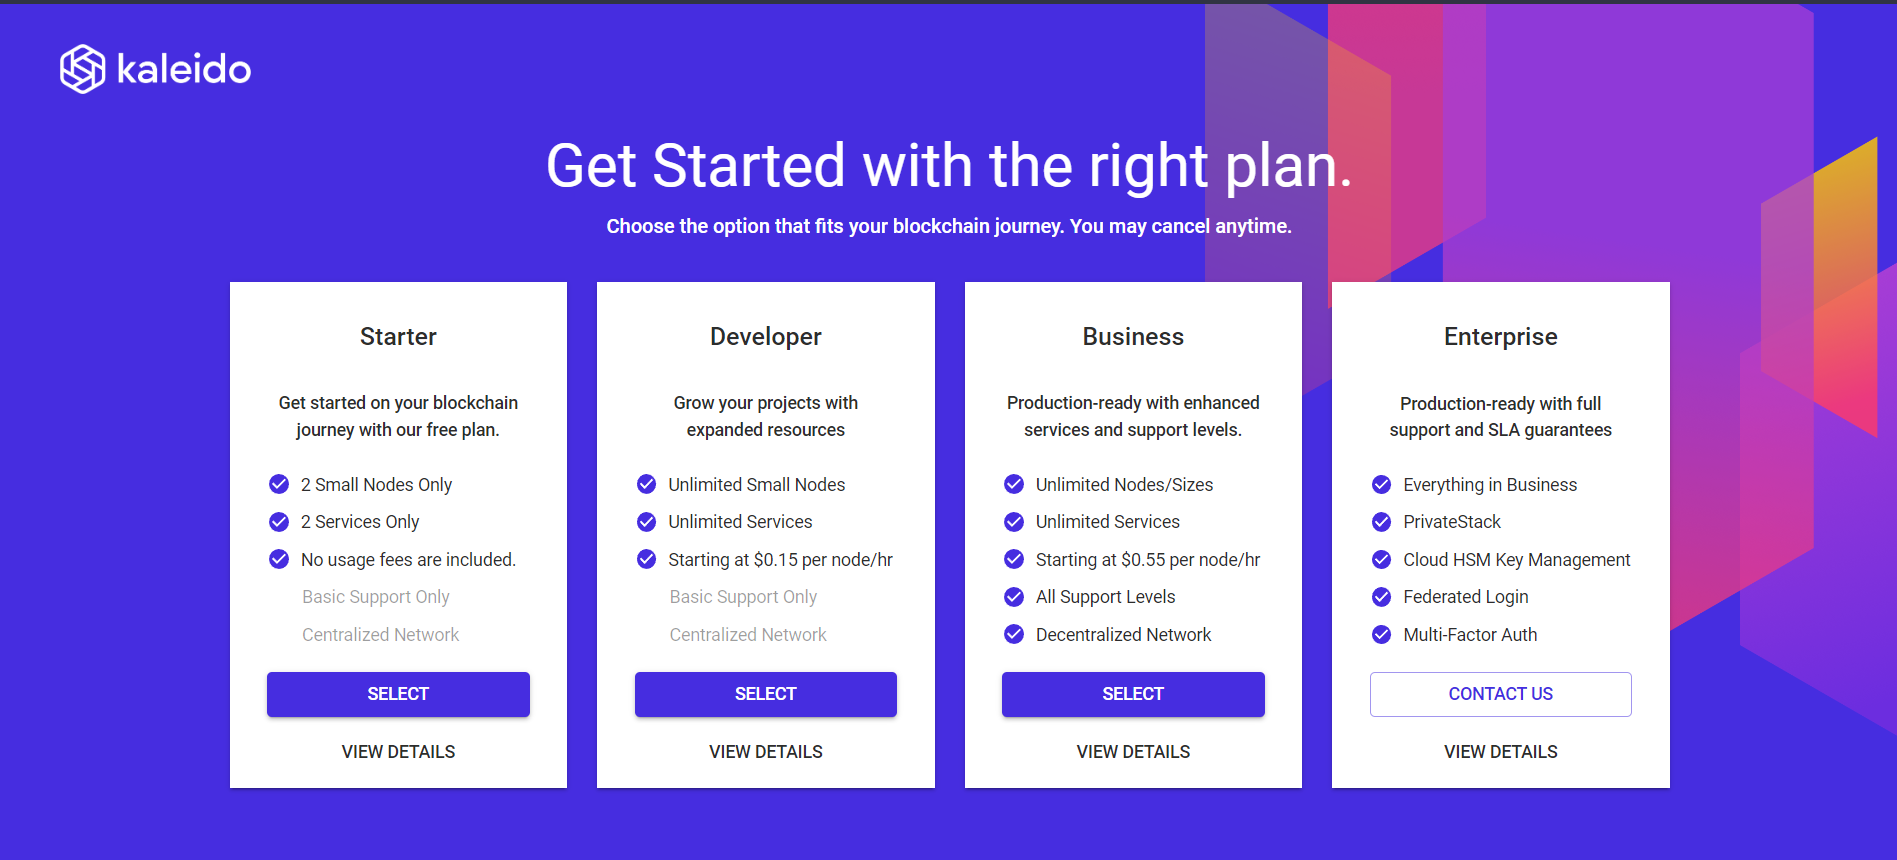 kaleido
Get Started with the right plan.
Choose the option that fits your blockchain journey. You may cancel anytime.
Starter
Get started on your blockchain
journey with our free plan.
2 Small Nodes Only
2 Services Only
No usage fees are included.
Basic Support Only
Centralized Network
SELECT
VIEW DETAILS
Developer
Grow your projects with
expanded resources
Unlimited Small Nodes
Unlimited Services
Starting at $0.15 per node/hr
Basic Support Only
Centralized Network
SELECT
VIEW DETAILS
Business
Production-ready with enhanced
services and support levels.
Unlimited Nodes/Sizes
Unlimited Services
Starting at $0.55 per node/hr
All Support Levels
Decentralized Network
SELECT
VIEW DETAILS
Enterprise
Production-ready with full
support and SLA guarantees
Everything in Business
PrivateStack
Cloud HSM Key Management
Federated Login
Multi-Factor Auth
CONTACT US
VIEW DETAILS